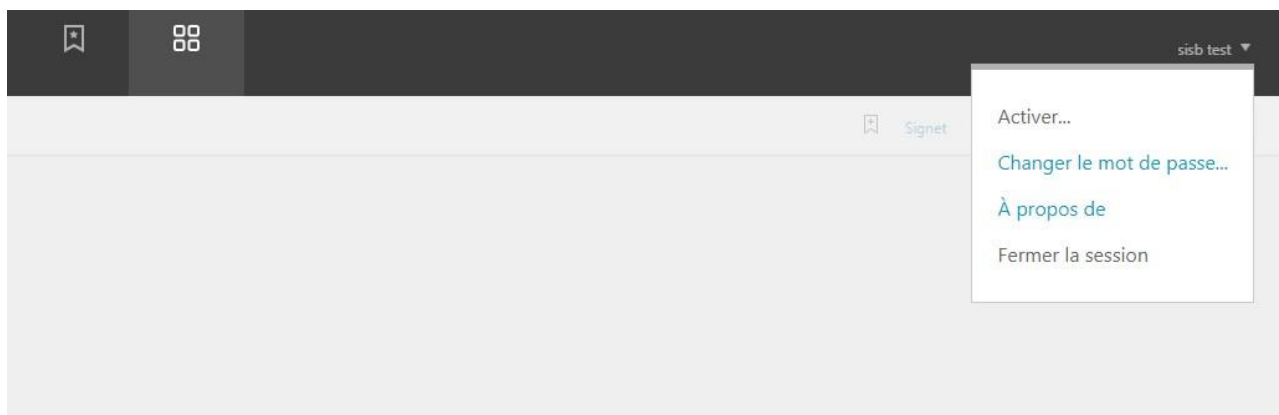 sisb test
Signet
Activer...
Changer le mot de passe...
À propos de
Fermer la session